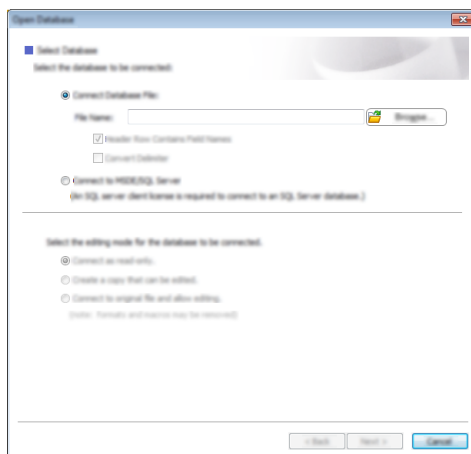 Open Database
Select Database
Select the database to be connected:
Connect Database File:
File Name:
Browse...
Header Row Contains Field Names
Convert Delimiter
Connect to MSDE/SQL Server
(An SQL server client license is required to connect to an SQL Server database.)
Select the editing mode for the database to be connected.
Connect as read-only.
Create a copy that can be edited.
Connect to original file and allow editing.
(note: formats and macros may be removed)
< Back
Next >
Cancel